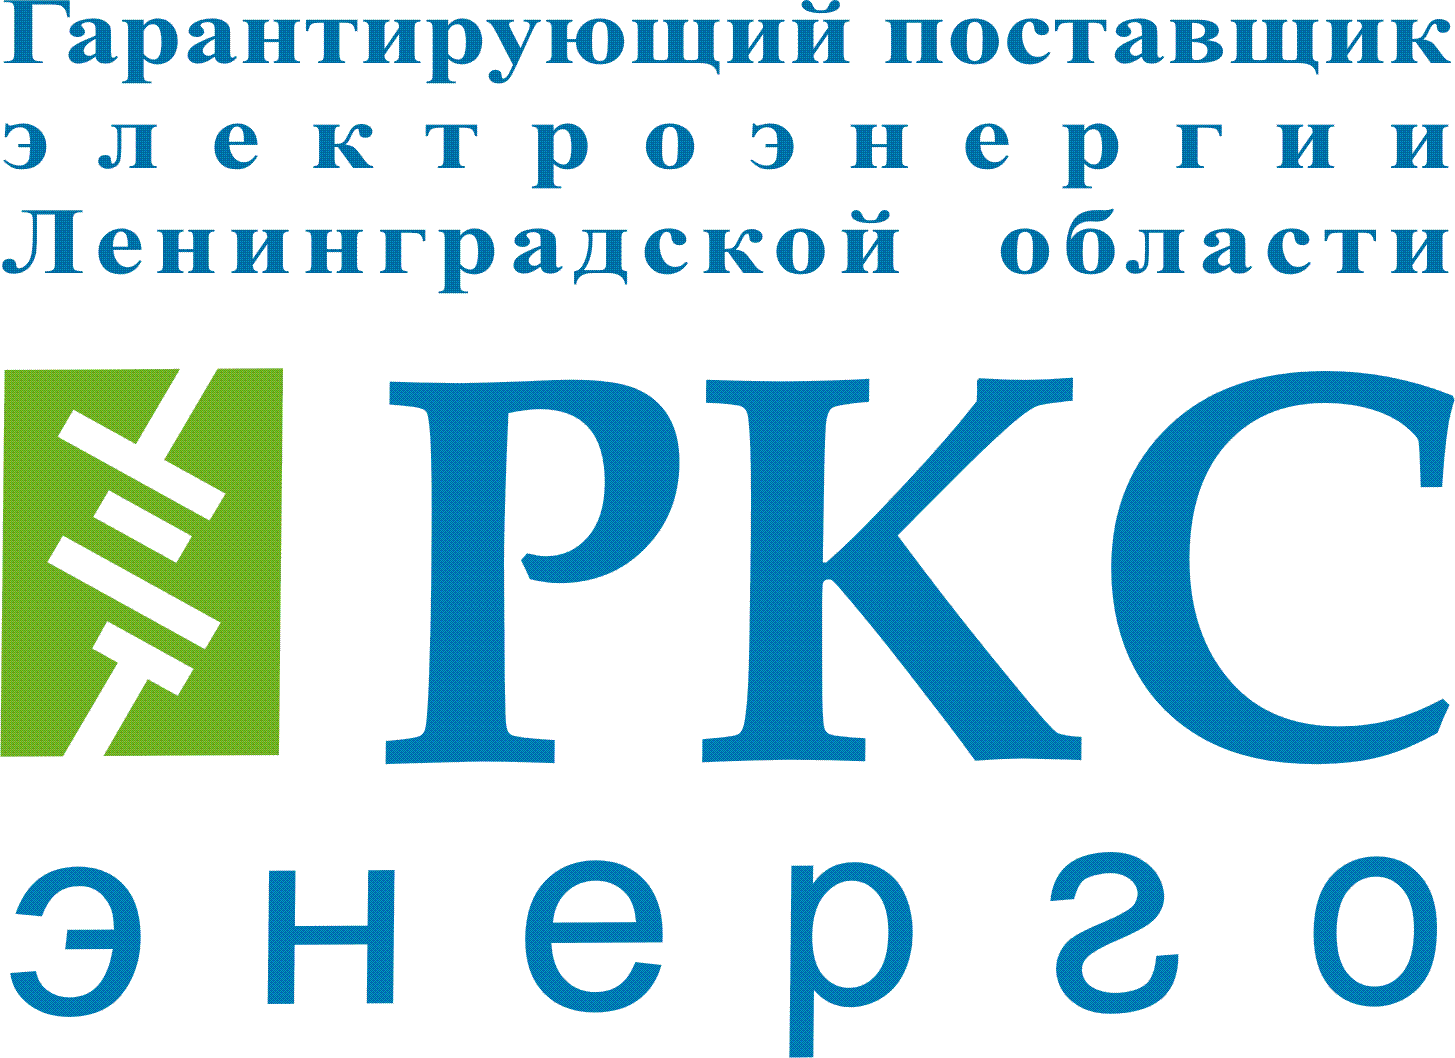 Гарантирующий поставщик
электроэнергии
Ленинградской области
РКС
энерго